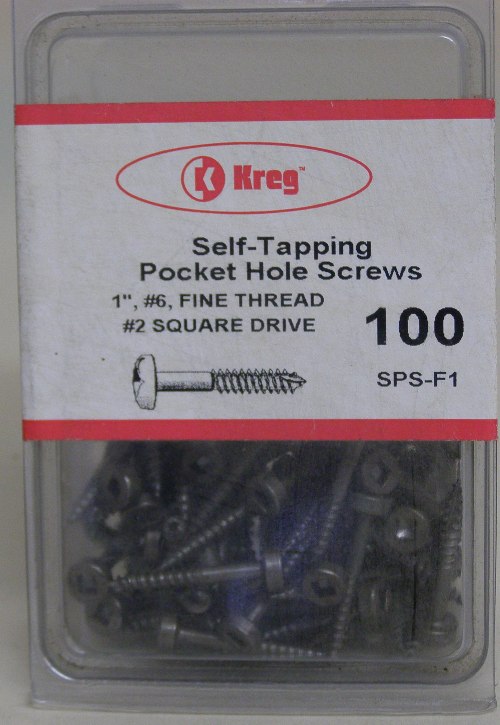 Kreg™
Self-Tapping
Pocket Hole Screws
1", #6, FINE THREAD
#2 SQUARE DRIVE
100
SPS-F1